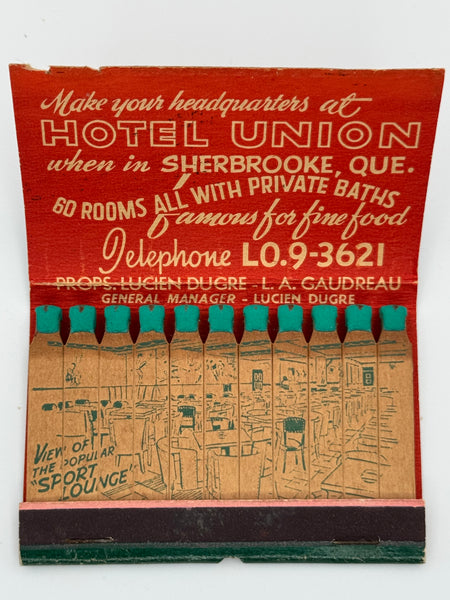 Make your headquarters at
HOTEL UNION
when in SHERBROOKE, QUE.
60 ROOMS ALL WITH PRIVATE BATHS
famous for fine food
Telephone LO.9-3621
PROPS: LUCIEN DUGRE - L. A. GAUDREAU
GENERAL MANAGER - LUCIEN DUGRE
VIEW OF
THE POPULAR
"SPORT
LOUNGE"